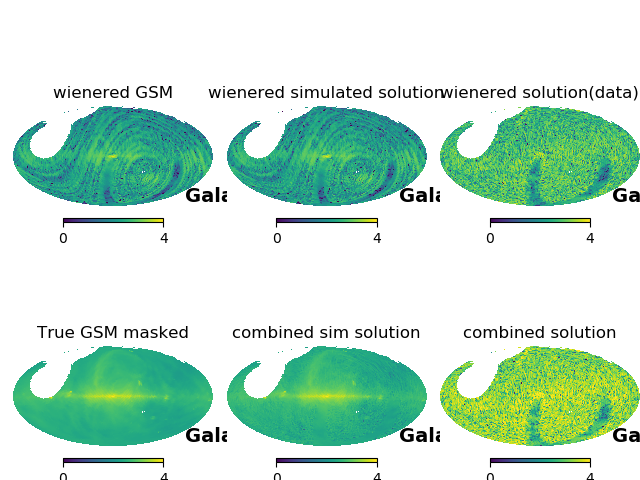 wienered GSM
wienered simulated solution
wienered solution(data)
Gala
Gala
Ga
0 4
0 4
0 4
True GSM masked
combined sim solution
combined solution
Gala
Gala
Ga
0 4
0 4
0 4